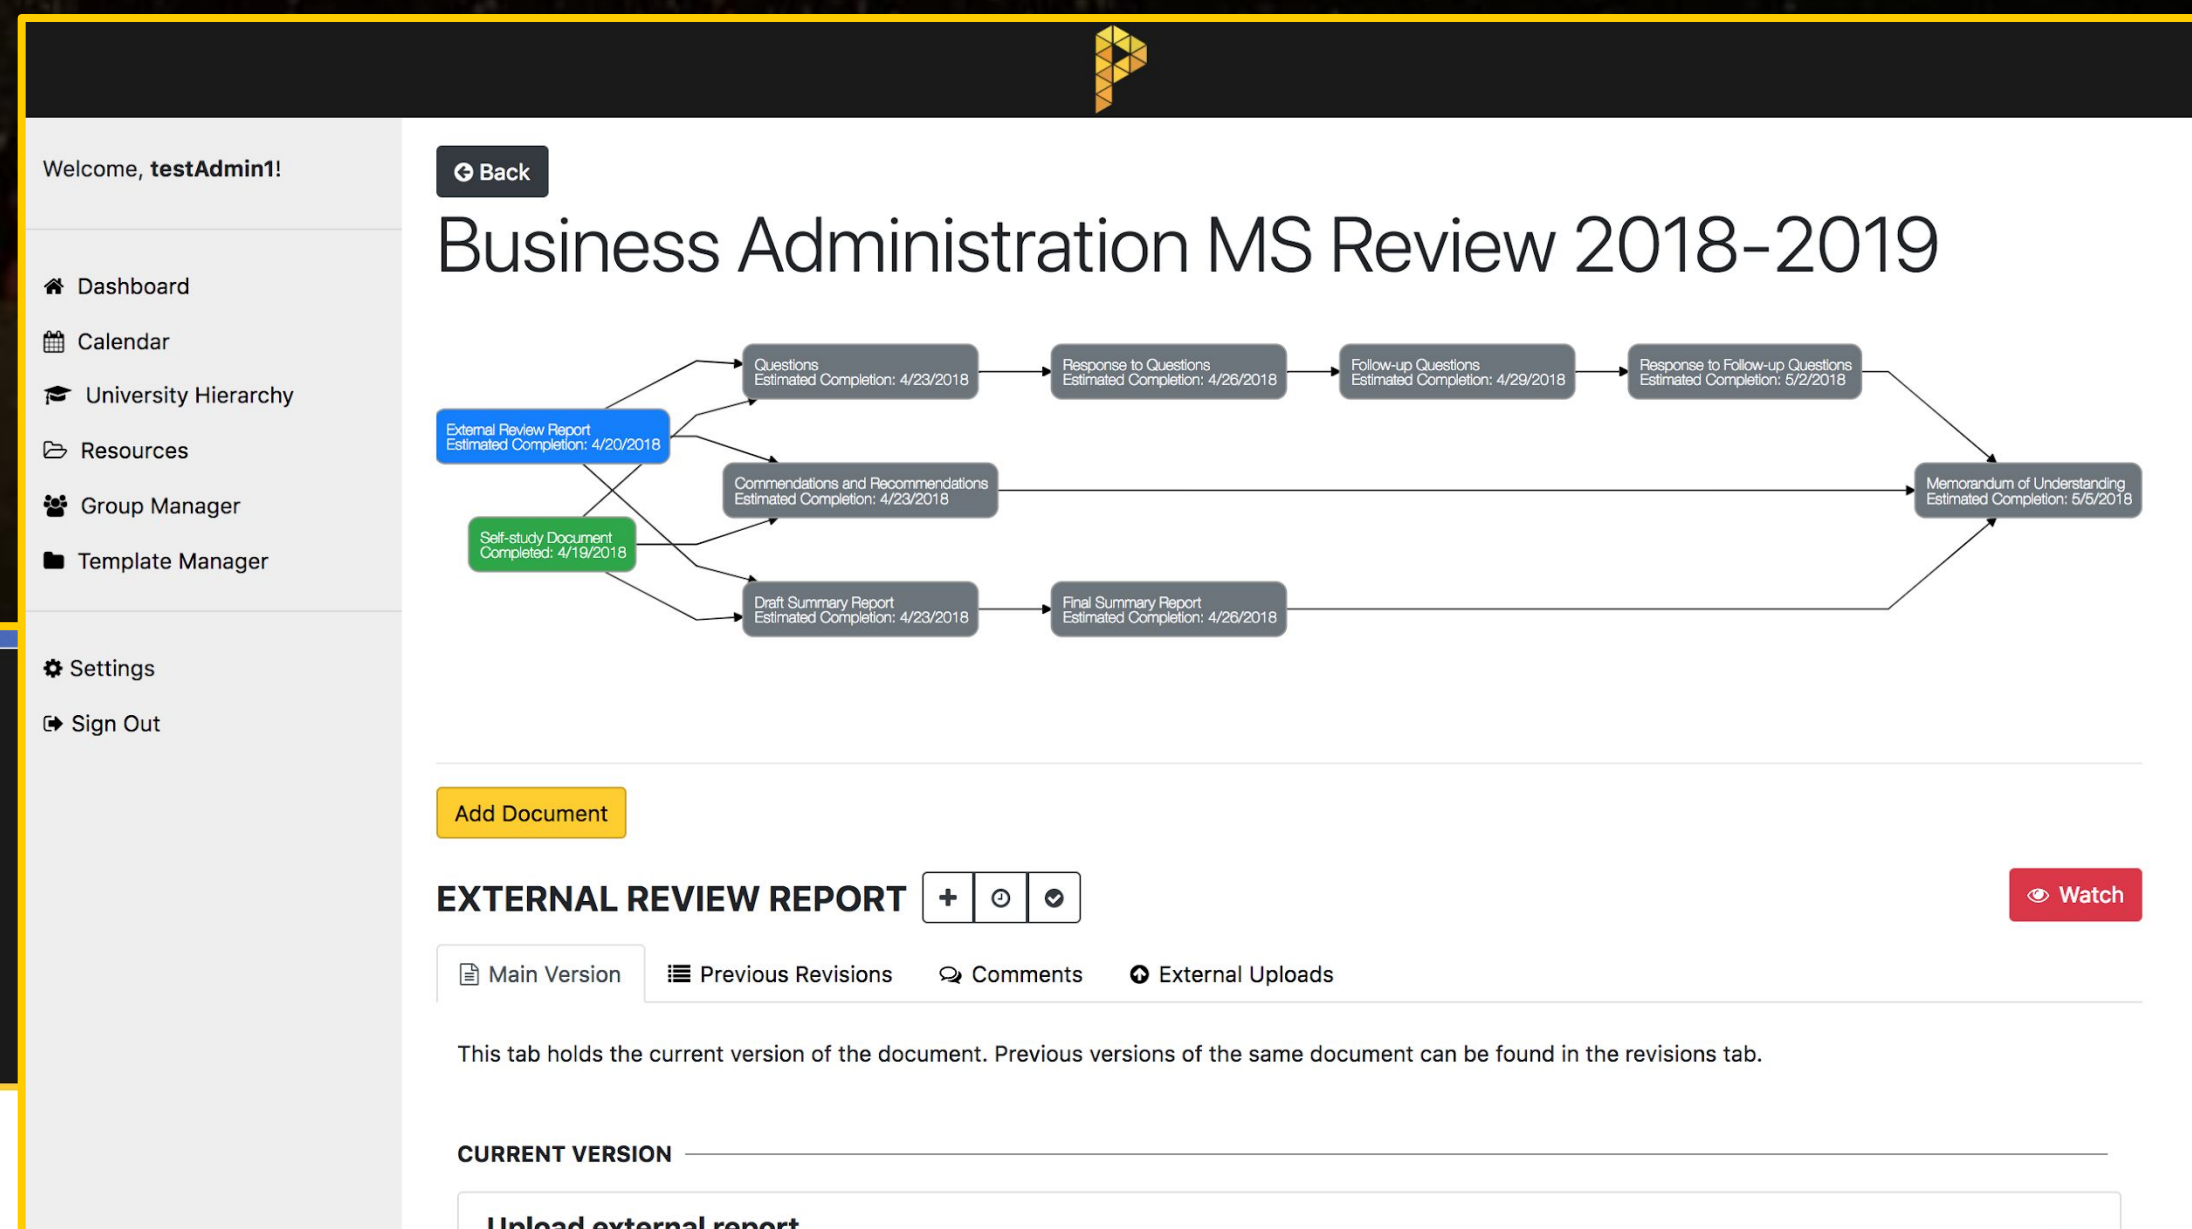 Welcome, testAdmin1!
Dashboard
Calendar
University Hierarchy
Resources
Group Manager
Template Manager
Settings
Sign Out
Back
Business Administration MS Review 2018-2019
External Review Report
Estimated Completion: 4/20/2018
Self-study Document
Completed: 4/19/2018
Questions
Estimated Completion: 4/23/2018
Response to Questions
Estimated Completion: 4/26/2018
Follow-up Questions
Estimated Completion: 4/29/2018
Response to Follow-up Questions
Estimated Completion: 5/2/2018
Commendations and Recommendations
Estimated Completion: 4/23/2018
Memorandum of Understanding
Estimated Completion: 5/5/2018
Draft Summary Report
Estimated Completion: 4/23/2018
Final Summary Report
Estimated Completion: 4/26/2018
Add Document
EXTERNAL REVIEW REPORT
Watch
Main Version
Previous Revisions
Comments
External Uploads
This tab holds the current version of the document. Previous versions of the same document can be found in the revisions tab.
CURRENT VERSION
Upload external report